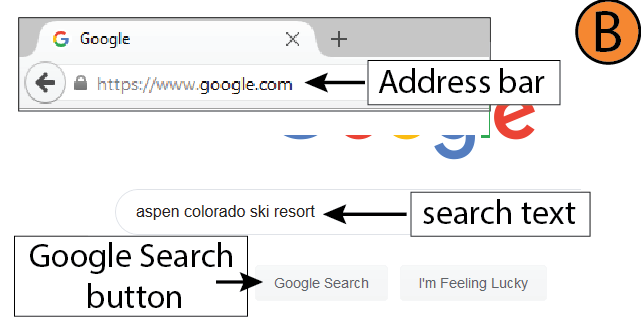 B
Google
https://www.google.com
Address bar
Google
aspen colorado ski resort
search text
Google Search
button
Google Search
I'm Feeling Lucky